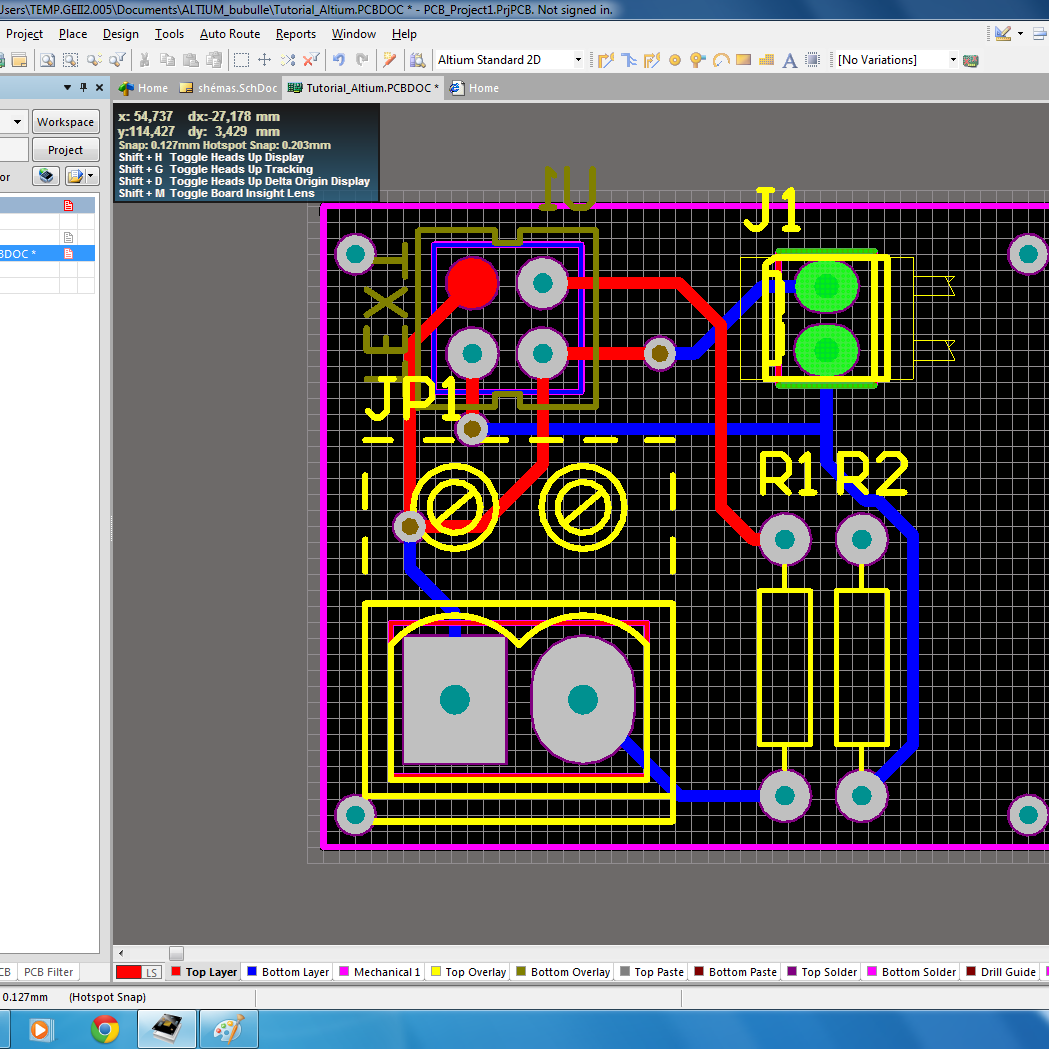 Users\TEMP.GEII2.005\Documents\ALTIUM_bubulle\Tutorial_Altium.PCBDOC * - PCB_Project1.PrjPCB. Not signed in.
Project Place Design Tools Auto Route Reports Window Help
Altium Standard 2D [No Variations]
Home shémas.SchDoc Tutorial_Altium.PCBDOC * Home
Workspace
Project
or
BDOC *
x: 54,737 dx:-27,178 mm
y:114,427 dy: 3,429 mm
Snap: 0.127mm Hotspot Snap: 0.203mm
Shift + H Toggle Heads Up Display
Shift + G Toggle Heads Up Tracking
Shift + D Toggle Heads Up Delta Origin Display
Shift + M Toggle Board Insight Lens
U1
J1
JP1
R1 R2
CB PCB Filter
LS Top Layer Bottom Layer Mechanical 1 Top Overlay Bottom Overlay Top Paste Bottom Paste Top Solder Bottom Solder Drill Guide
0.127mm (Hotspot Snap)